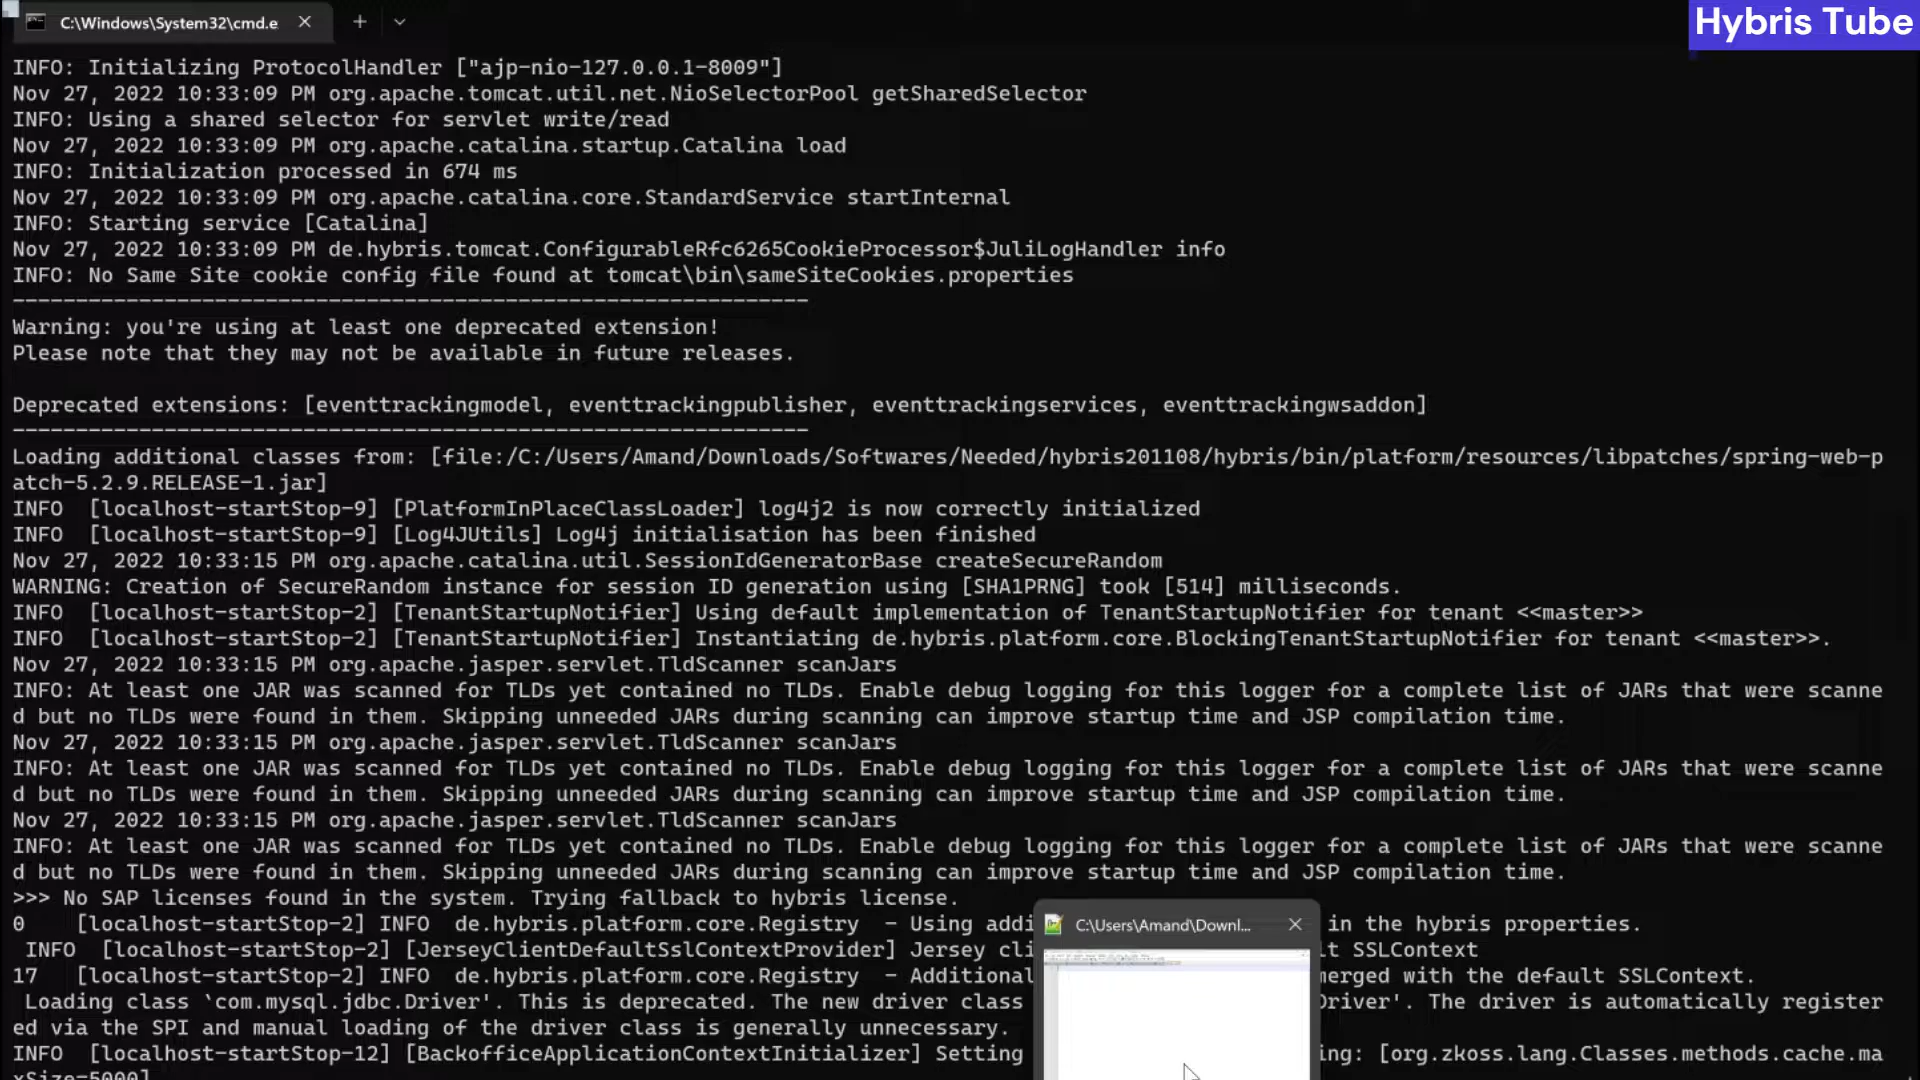 C:\Windows\System32\cmd.e
Hybris Tube
INFO: Initializing ProtocolHandler ["ajp-nio-127.0.0.1-8009"]
Nov 27, 2022 10:33:09 PM org.apache.tomcat.util.net.NioSelectorPool getSharedSelector
INFO: Using a shared selector for servlet write/read
Nov 27, 2022 10:33:09 PM org.apache.catalina.startup.Catalina load
INFO: Initialization processed in 674 ms
Nov 27, 2022 10:33:09 PM org.apache.catalina.core.StandardService startInternal
INFO: Starting service [Catalina]
Nov 27, 2022 10:33:09 PM de.hybris.tomcat.ConfigurableRfc6265CookieProcessor$JuliLogHandler info
INFO: No Same Site cookie config file found at tomcat\bin\sameSiteCookies.properties
---------------------------------------------------------------
Warning: you're using at least one deprecated extension!
Please note that they may not be available in future releases.
Deprecated extensions: [eventtrackingmodel, eventtrackingpublisher, eventtrackingservices, eventtrackingwsaddon]
---------------------------------------------------------------
Loading additional classes from: [file:/C:/Users/Amand/Downloads/Softwares/Needed/hybris201108/hybris/bin/platform/resources/libpatches/spring-web-p
atch-5.2.9.RELEASE-1.jar]
INFO  [localhost-startStop-9] [PlatformInPlaceClassLoader] log4j2 is now correctly initialized
INFO  [localhost-startStop-9] [Log4JUtils] Log4j initialisation has been finished
Nov 27, 2022 10:33:15 PM org.apache.catalina.util.SessionIdGeneratorBase createSecureRandom
WARNING: Creation of SecureRandom instance for session ID generation using [SHA1PRNG] took [514] milliseconds.
INFO  [localhost-startStop-2] [TenantStartupNotifier] Using default implementation of TenantStartupNotifier for tenant <<master>>
INFO  [localhost-startStop-2] [TenantStartupNotifier] Instantiating de.hybris.platform.core.BlockingTenantStartupNotifier for tenant <<master>>.
Nov 27, 2022 10:33:15 PM org.apache.jasper.servlet.TldScanner scanJars
INFO: At least one JAR was scanned for TLDs yet contained no TLDs. Enable debug logging for this logger for a complete list of JARs that were scanne
d but no TLDs were found in them. Skipping unneeded JARs during scanning can improve startup time and JSP compilation time.
Nov 27, 2022 10:33:15 PM org.apache.jasper.servlet.TldScanner scanJars
INFO: At least one JAR was scanned for TLDs yet contained no TLDs. Enable debug logging for this logger for a complete list of JARs that were scanne
d but no TLDs were found in them. Skipping unneeded JARs during scanning can improve startup time and JSP compilation time.
Nov 27, 2022 10:33:15 PM org.apache.jasper.servlet.TldScanner scanJars
INFO: At least one JAR was scanned for TLDs yet contained no TLDs. Enable debug logging for this logger for a complete list of JARs that were scanne
d but no TLDs were found in them. Skipping unneeded JARs during scanning can improve startup time and JSP compilation time.
>>> No SAP licenses found in the system. Trying fallback to hybris license.
0    [localhost-startStop-2] INFO  de.hybris.platform.core.Registry  - Using addi in the hybris properties.
C:\Users\Amand\Downl...
INFO  [localhost-startStop-2] [JerseyClientDefaultSslContextProvider] Jersey cli lt SSLContext
17   [localhost-startStop-2] INFO  de.hybris.platform.core.Registry  - Additional merged with the default SSLContext.
Loading class `com.mysql.jdbc.Driver'. This is deprecated. The new driver class Driver'. The driver is automatically register
ed via the SPI and manual loading of the driver class is generally unnecessary.
INFO  [localhost-startStop-12] [BackofficeApplicationContextInitializer] Setting ing: [org.zkoss.lang.Classes.methods.cache.ma
xSize=5000]